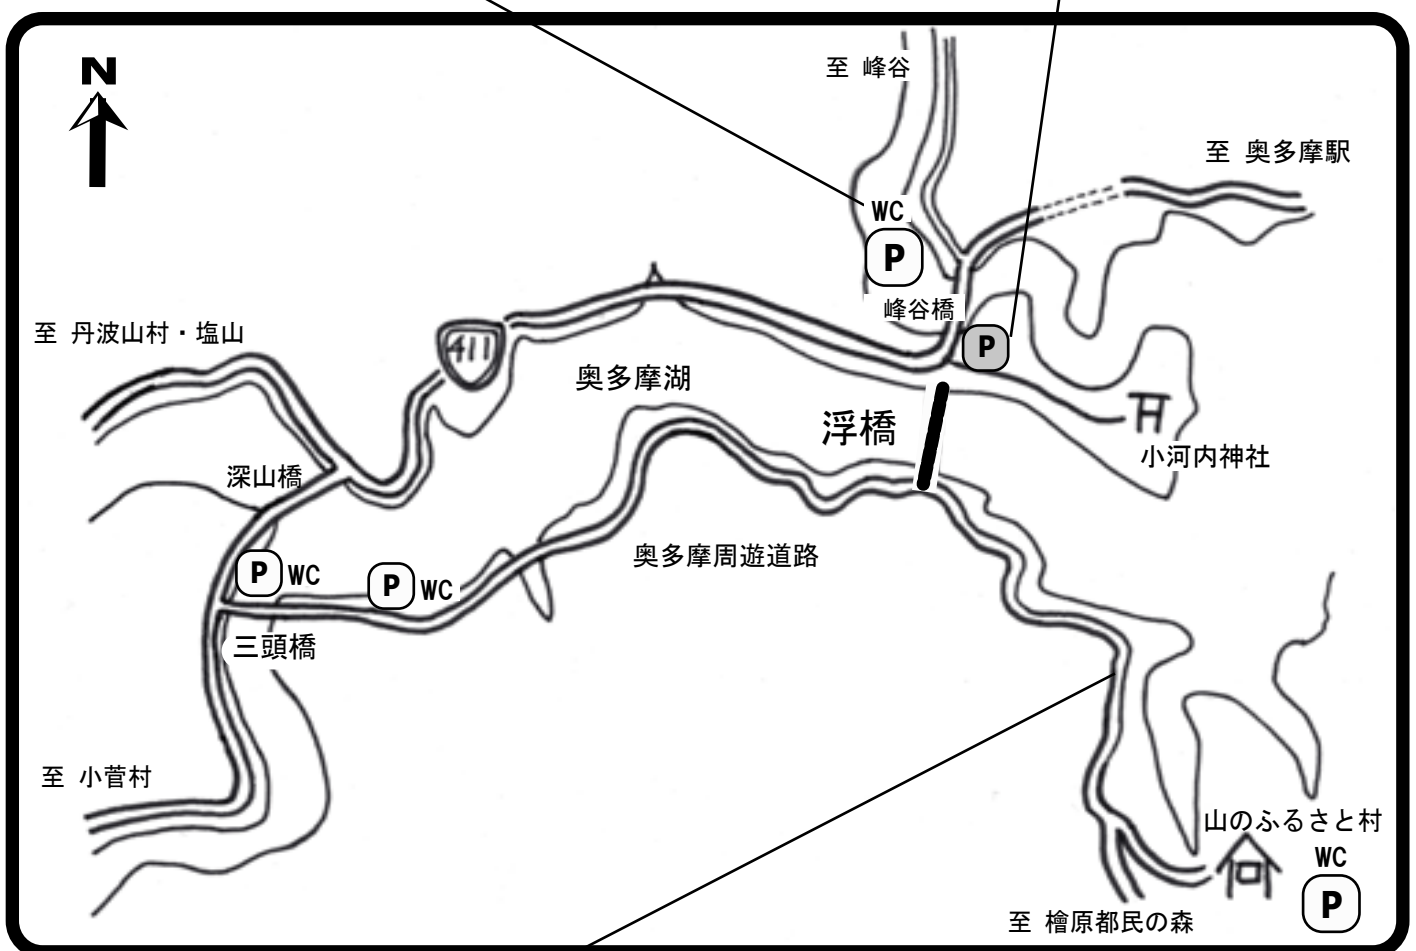 N
至 峰谷
至 奥多摩駅
WC
P
峰谷橋
P
至 丹波山村・塩山
411
奥多摩湖
浮橋
小河内神社
深山橋
奥多摩周遊道路
P WC
P WC
三頭橋
至 小菅村
山のふるさと村
WC
P
至 檜原都民の森